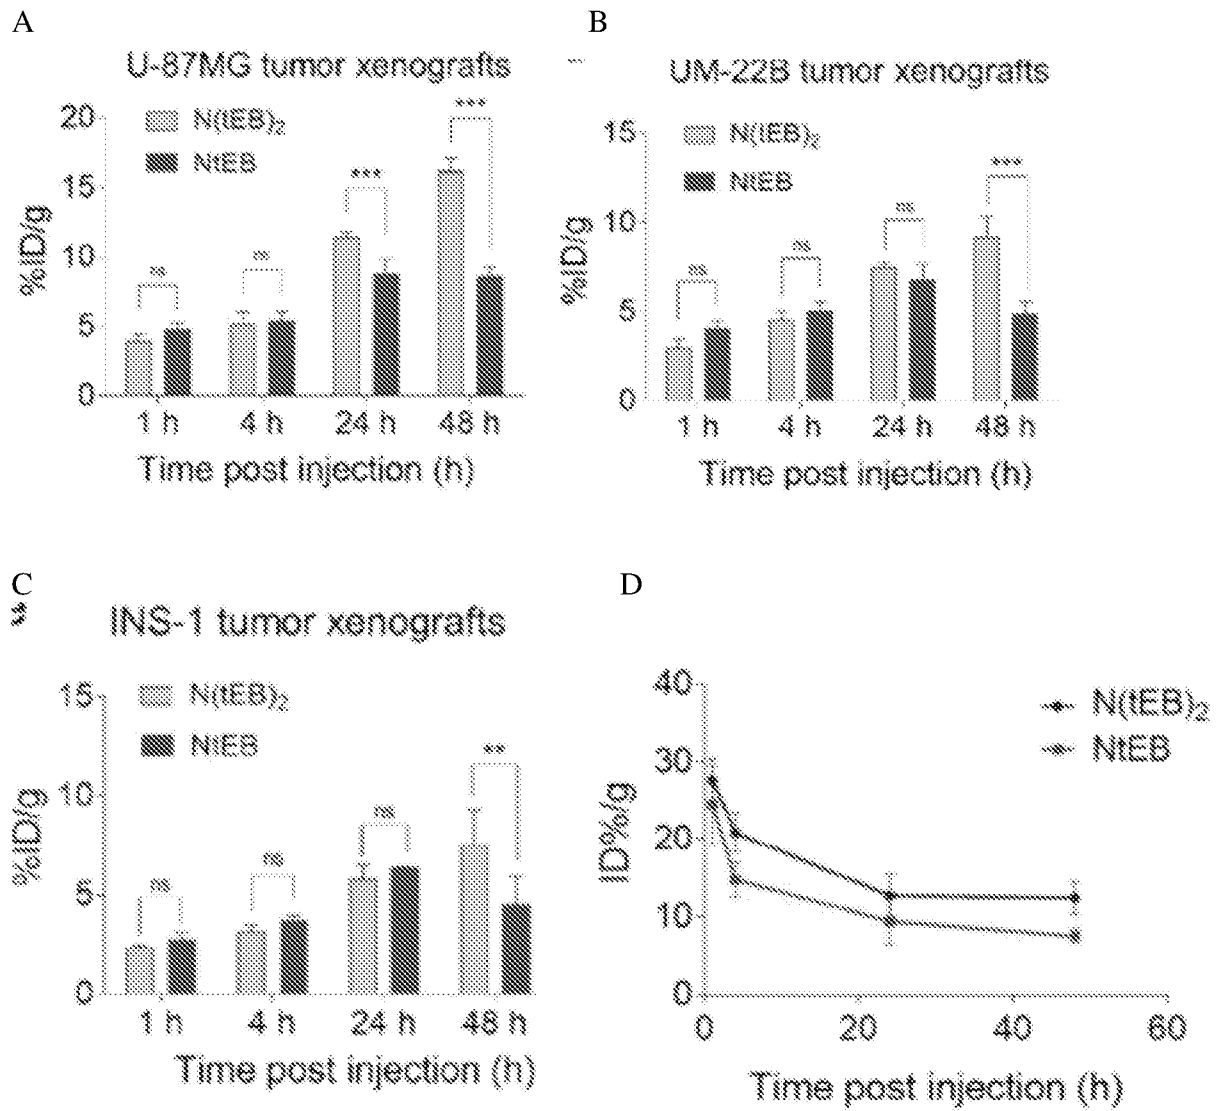 A
U-87MG tumor xenografts
N(tEB)2
NtEB
%ID/g
20
15
10
5
0
ns
ns
***
***
1 h 4 h 24 h 48 h
Time post injection (h)
B
UM-22B tumor xenografts
N(tEB)2
NtEB
%ID/g
15
10
5
0
ns
ns
ns
***
1 h 4 h 24 h 48 h
Time post injection (h)
C
INS-1 tumor xenografts
N(tEB)2
NtEB
%ID/g
15
10
5
0
ns
ns
ns
**
1 h 4 h 24 h 48 h
Time post injection (h)
D
N(tEB)2
NtEB
ID%/g
40
30
20
10
0
0 20 40 60
Time post injection (h)